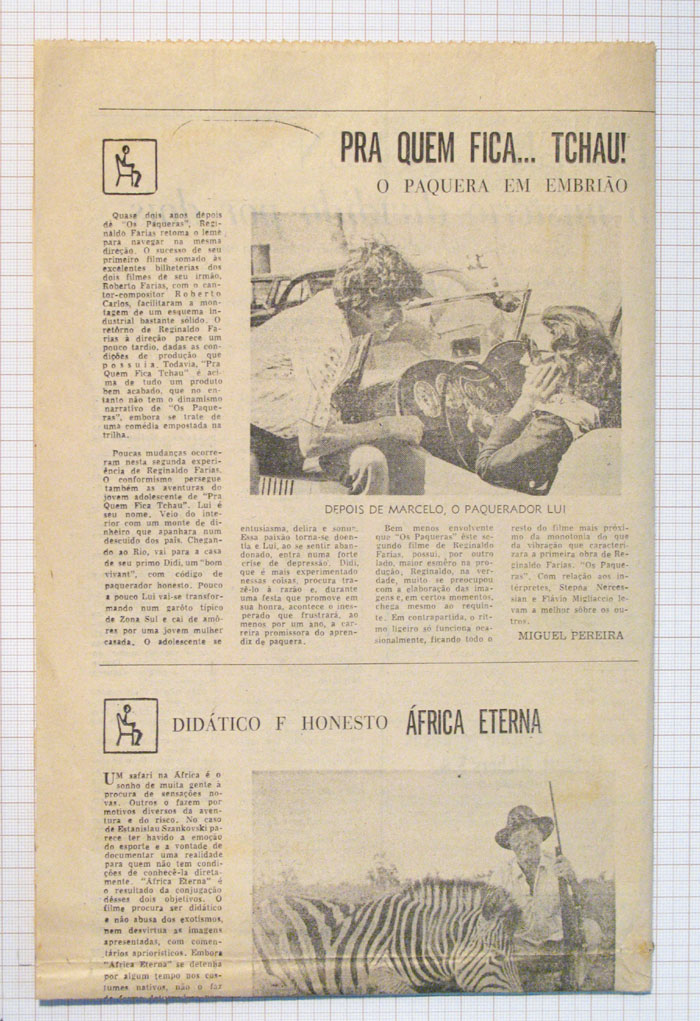 PRA QUEM FICA... TCHAU!
O PAQUERA EM EMBRIÃO
Quase dois anos depois
de "Os Paqueras", Regi-
naldo Farias retoma o leme
para navegar na mesma
direção. O sucesso de seu
primeiro filme somado às
excelentes bilheterias dos
dois filmes de seu irmão,
Roberto Farias, com o can-
tor-compositor Roberto
Carlos, facilitaram a mon-
tagem de um esquema in-
dustrial bastante sólido. O
retôrno de Reginaldo Fa-
rias à direção parece um
pouco tardio, dadas as con-
dições de produção que
possuía. Todavia, "Pra
Quem Fica Tchau" é aci-
ma de tudo um produto
bem acabado, que no en-
tanto não tem o dinamismo
narrativo de "Os Paque-
ras", embora se trate de
uma comédia empostada na
trilha.
Poucas mudanças ocorre-
ram nesta segunda experi-
ência de Reginaldo Farias.
O conformismo persegue
também as aventuras do
jovem adolescente de "Pra
Quem Fica Tchau". Lui é
seu nome. Veio do inte-
rior com um monte de di-
nheiro que apanhara num
descuido dos pais. Chegan-
do ao Rio, vai para a casa
de seu primo Didi, um "bom
vivant", com código de
paquerador honesto. Pouco
a pouco Lui vai-se transfor-
mando num garôto típico
de Zona Sul e cai de amô-
res por uma jovem mulher
casada. O adolescente se
DEPOIS DE MARCELO, O PAQUERADOR LUI
entusiasma, delira e sonha.
Essa paixão torna-se doen-
tia e Lui, ao se sentir aban-
donado, entra numa forte
crise de depressão. Didi,
que é mais experimentado
nessas coisas, procura tra-
zê-lo à razão e, durante
uma festa que promove em
sua honra, acontece o ines-
perado que frustrará, ao
menos por um ano, a car-
reira promissora do apren-
diz de paquera.
Bem menos envolvente
que "Os Paqueras" êste se-
gundo filme de Reginaldo
Farias, possui, por outro
lado, maior esmêro na pro-
dução. Reginaldo, na ver-
dade, muito se preocupou
com a elaboração das ima-
gens e, em certos momentos,
chega mesmo ao requin-
te. Em contrapartida, o rit-
mo ligeiro só funciona oca-
sionalmente, ficando todo o
resto do filme mais próxi-
mo da monotonia do que
da vibração que caracteri-
zara a primeira obra de Re-
ginaldo Farias. "Os Paque-
ras". Com relação aos in-
térpretes, Stepna Nerces-
sian e Flávio Migliaccio le-
vam a melhor sôbre os ou-
tros.
MIGUEL PEREIRA
DIDÁTICO F HONESTO ÁFRICA ETERNA
UM safari na África é o
sonho de muita gente à
procura de sensações no-
vas. Outros o fazem por
motivos diversos da aven-
tura e do risco. No caso
de Estanislau Szankovski pa-
rece ter havido a emoção
do esporte e a vontade de
documentar uma realidade
para quem não tem condi-
ções de conhecê-la direta-
mente. "África Eterna" é
o resultado da conjugação
dêsses dois objetivos. O
filme procura ser didático
e não abusa dos exotismos,
nem desvirtua as imagens
apresentadas, com comen-
tários apriorísticos. Embora
"África Eterna" se detenha
por algum tempo nos cos-
tumes nativos, não o faz